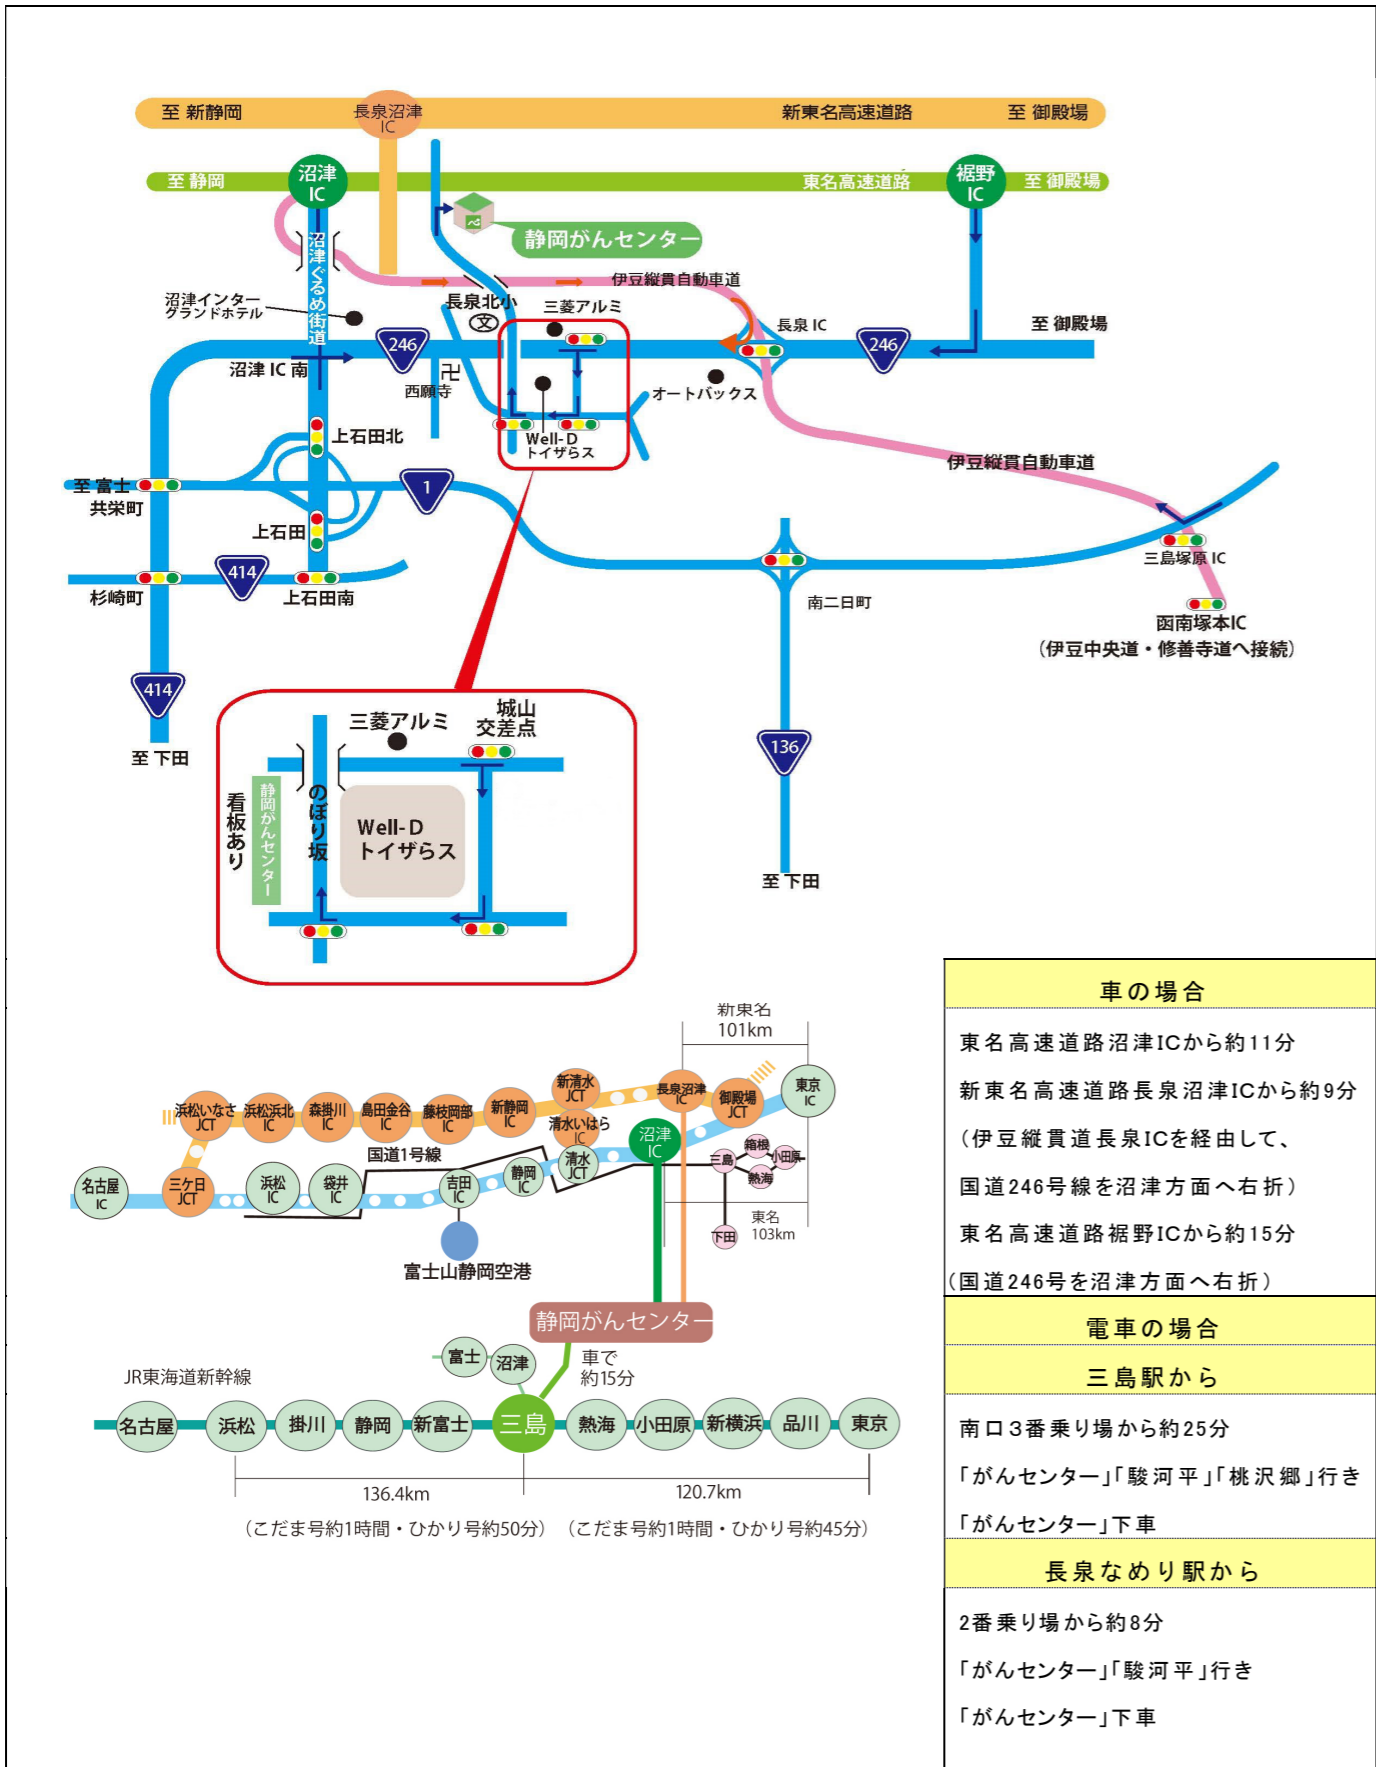 至 新静岡
長泉沼津
IC
新東名高速道路
至 御殿場
至 静岡
沼津
IC
東名高速道路
裾野
IC
至 御殿場
静岡がんセンター
沼津ぐるめ街道
伊豆縦貫自動車道
沼津インター
グランドホテル
長泉北小
文
三菱アルミ
長泉 IC
至 御殿場
246
246
沼津 IC 南
卍
西願寺
オートバックス
Well-D
トイザらス
上石田北
伊豆縦貫自動車道
至 富士
共栄町
1
上石田
三島塚原 IC
414
杉崎町
上石田南
南二日町
函南塚本IC
(伊豆中央道・修善寺道へ接続)
414
至 下田
136
至 下田
三菱アルミ
城山
交差点
看板あり
静岡がんセンター
のぼり坂
Well-D
トイザらス
新東名
101km
浜松いなさ
JCT
浜松浜北
IC
森掛川
IC
島田金谷
IC
藤枝岡部
IC
新静岡
IC
新清水
JCT
清水いはら
IC
長泉沼津
IC
御殿場
JCT
東京
IC
国道1号線
名古屋
IC
三ケ日
JCT
浜松
IC
袋井
IC
吉田
IC
静岡
IC
清水
JCT
沼津
IC
三島
箱根
小田原
熱海
下田
東名
103km
富士山静岡空港
静岡がんセンター
富士
沼津
車で
約15分
JR東海道新幹線
名古屋
浜松
掛川
静岡
新富士
三島
熱海
小田原
新横浜
品川
東京
136.4km
120.7km
(こだま号約1時間・ひかり号約50分)
(こだま号約1時間・ひかり号約45分)
車の場合
東名高速道路沼津ICから約11分
新東名高速道路長泉沼津ICから約9分
(伊豆縦貫道長泉ICを経由して、
国道246号線を沼津方面へ右折)
東名高速道路裾野ICから約15分
(国道246号を沼津方面へ右折)
電車の場合
三島駅から
南口3番乗り場から約25分
「がんセンター」「駿河平」「桃沢郷」行き
「がんセンター」下車
長泉なめり駅から
2番乗り場から約8分
「がんセンター」「駿河平」行き
「がんセンター」下車